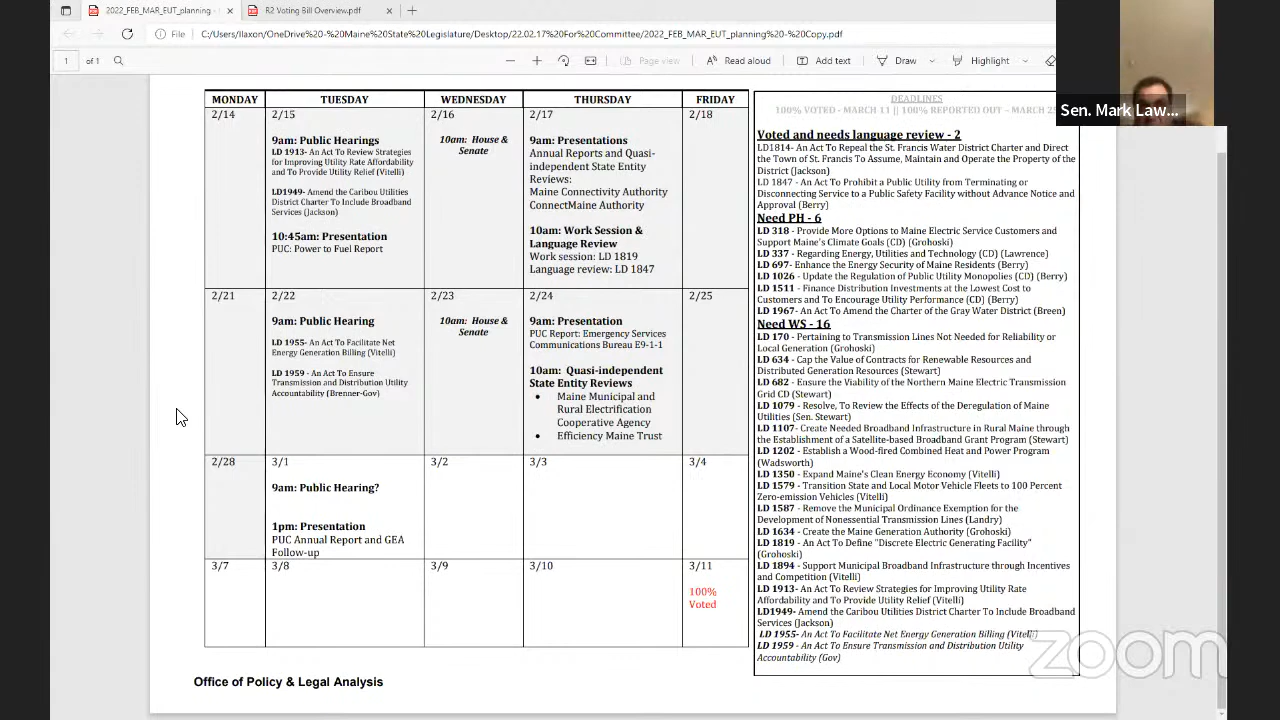 2022_FEB_MAR_EUT_planning -
R2 Voting Bill Overview.pdf
File
C:/Users/llaxon/OneDrive%20-%20Maine%20State%20Legislature/Desktop/22.02.17%20For%20Committee/2022_FEB_MAR_EUT_planning%20-%20Copy.pdf
1 of 1
Page view
Read aloud
Add text
Draw
Highlight
Sen. Mark Law...
MONDAY TUESDAY WEDNESDAY THURSDAY FRIDAY
2/14
2/15
9am: Public Hearings
LD 1913- An Act To Review Strategies
for Improving Utility Rate Affordability
and To Provide Utility Relief (Vitelli)
LD1949- Amend the Caribou Utilities
District Charter To Include Broadband
Services (Jackson)
10:45am: Presentation
PUC: Power to Fuel Report
2/16
10am: House &
Senate
2/17
9am: Presentations
Annual Reports and Quasi-
independent State Entity
Reviews:
Maine Connectivity Authority
ConnectMaine Authority
10am: Work Session &
Language Review
Work session: LD 1819
Language review: LD 1847
2/18
2/21
2/22
9am: Public Hearing
LD 1955- An Act To Facilitate Net
Energy Generation Billing (Vitelli)
LD 1959 - An Act To Ensure
Transmission and Distribution Utility
Accountability (Brenner-Gov)
2/23
10am: House &
Senate
2/24
9am: Presentation
PUC Report: Emergency Services
Communications Bureau E9-1-1
10am: Quasi-independent
State Entity Reviews
• Maine Municipal and
Rural Electrification
Cooperative Agency
• Efficiency Maine Trust
2/25
2/28
3/1
9am: Public Hearing?
1pm: Presentation
PUC Annual Report and GEA
Follow-up
3/2
3/3
3/4
3/7
3/8
3/9
3/10
3/11
100%
Voted
DEADLINES
100% VOTED - MARCH 11 || 100% REPORTED OUT – MARCH
Voted and needs language review - 2
LD1814- An Act To Repeal the St. Francis Water District Charter and Direct
the Town of St. Francis To Assume, Maintain and Operate the Property of the
District (Jackson)
LD 1847 - An Act To Prohibit a Public Utility from Terminating or
Disconnecting Service to a Public Safety Facility without Advance Notice and
Approval (Berry)
Need PH - 6
LD 318 - Provide More Options to Maine Electric Service Customers and
Support Maine's Climate Goals (CD) (Grohoski)
LD 337 - Regarding Energy, Utilities and Technology (CD) (Lawrence)
LD 697- Enhance the Energy Security of Maine Residents (Berry)
LD 1026 - Update the Regulation of Public Utility Monopolies (CD) (Berry)
LD 1511 - Finance Distribution Investments at the Lowest Cost to
Customers and To Encourage Utility Performance (CD) (Berry)
LD 1967- An Act To Amend the Charter of the Gray Water District (Breen)
Need WS - 16
LD 170 - Pertaining to Transmission Lines Not Needed for Reliability or
Local Generation (Grohoski)
LD 634 - Cap the Value of Contracts for Renewable Resources and
Distributed Generation Resources (Stewart)
LD 682 - Ensure the Viability of the Northern Maine Electric Transmission
Grid CD (Stewart)
LD 1079 - Resolve, To Review the Effects of the Deregulation of Maine
Utilities (Sen. Stewart)
LD 1107- Create Needed Broadband Infrastructure in Rural Maine through
the Establishment of a Satellite-based Broadband Grant Program (Stewart)
LD 1202 - Establish a Wood-fired Combined Heat and Power Program
(Wadsworth)
LD 1350 - Expand Maine's Clean Energy Economy (Vitelli)
LD 1579 - Transition State and Local Motor Vehicle Fleets to 100 Percent
Zero-emission Vehicles (Vitelli)
LD 1587 - Remove the Municipal Ordinance Exemption for the
Development of Nonessential Transmission Lines (Landry)
LD 1634 - Create the Maine Generation Authority (Grohoski)
LD 1819 - An Act To Define "Discrete Electric Generating Facility"
(Grohoski)
LD 1894 - Support Municipal Broadband Infrastructure through Incentives
and Competition (Vitelli)
LD 1913 - An Act To Review Strategies for Improving Utility Rate
Affordability and To Provide Utility Relief (Vitelli)
LD1949- Amend the Caribou Utilities District Charter To Include Broadband
Services (Jackson)
LD 1955- An Act To Facilitate Net Energy Generation Billing (Vitelli)
LD 1959 - An Act To Ensure Transmission and Distribution Utility
Accountability (Gov)
Office of Policy & Legal Analysis
zoom